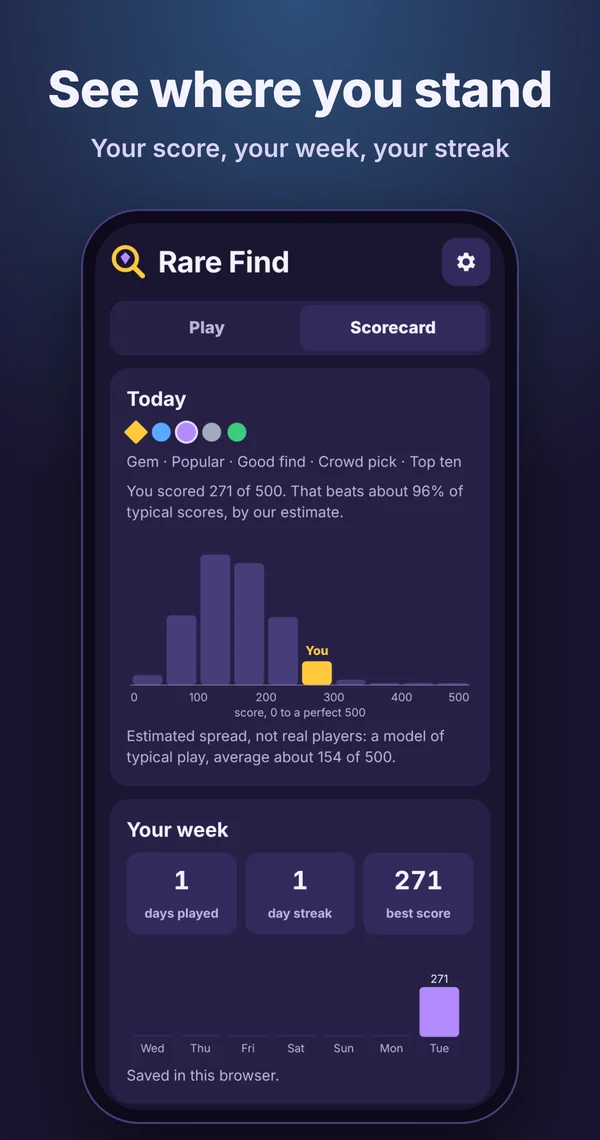 See where you stand
Your score, your week, your streak
Rare Find
Play
Scorecard
Today
Gem · Popular · Good find · Crowd pick · Top ten
You scored 271 of 500. That beats about 96% of
typical scores, by our estimate.
You
0 100 200 300 400 500
score, 0 to a perfect 500
Estimated spread, not real players: a model of
typical play, average about 154 of 500.
Your week
1
days played
1
day streak
271
best score
271
Wed Thu Fri Sat Sun Mon Tue
Saved in this browser.